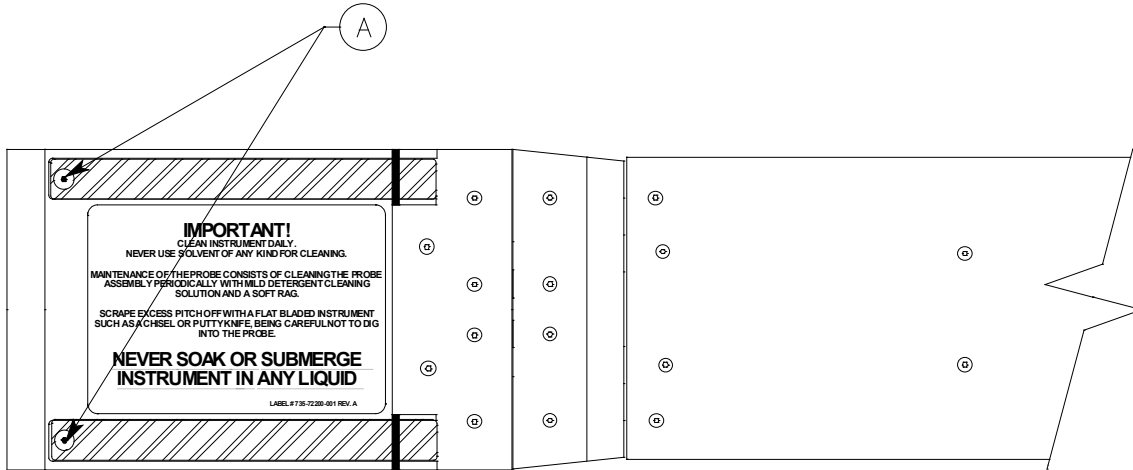 A
IMPORTANT!
CLEAN INSTRUMENT DAILY.
NEVER USE SOLVENT OF ANY KIND FOR CLEANING.
MAINTENANCE OF THE PROBE CONSISTS OF CLEANING THE PROBE
ASSEMBLY PERIODICALLY WITH MILD DETERGENT CLEANING
SOLUTION AND A SOFT RAG.
SCRAPE EXCESS PITCH OFF WITH A FLAT BLADED INSTRUMENT
SUCH AS A CHISEL OR PUTTY KNIFE, BEING CAREFUL NOT TO DIG
INTO THE PROBE.
NEVER SOAK OR SUBMERGE
INSTRUMENT IN ANY LIQUID
LABEL # 735-72200-001 REV. A